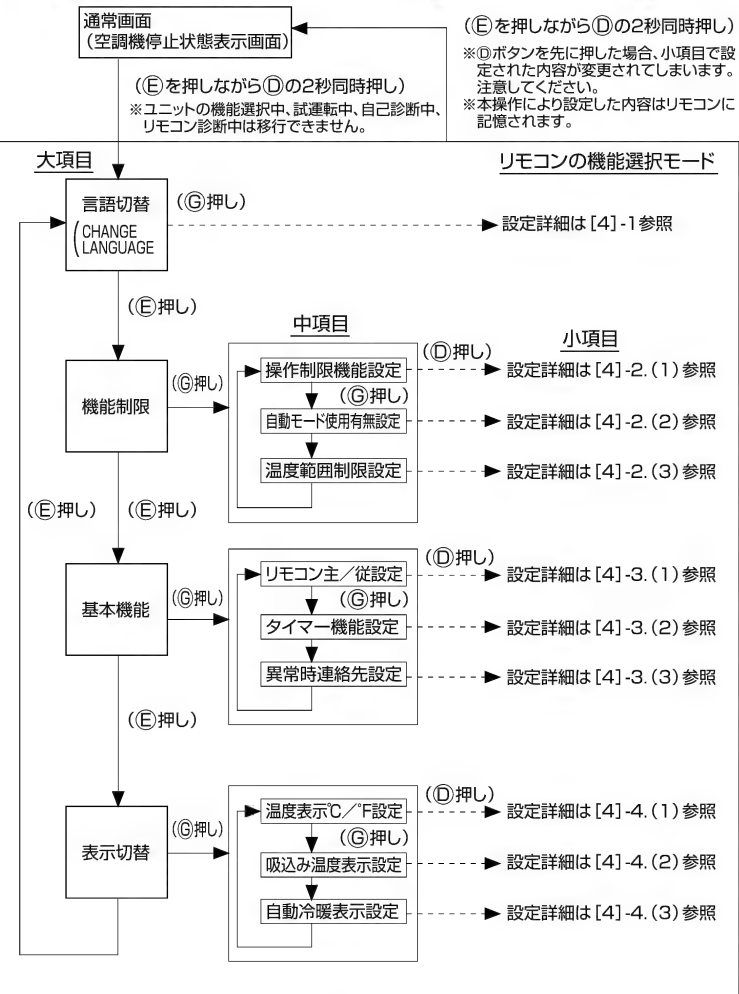 通常画面
(空調機停止状態表示画面)
(Ⓔを押しながらⒹの2秒同時押し)
※Ⓓボタンを先に押した場合、小項目で設
定された内容が変更されてしまいます。
注意してください。
※本操作により設定した内容はリモコンに
記憶されます。
(Ⓔを押しながらⒹの2秒同時押し)
※ユニットの機能選択中、試運転中、自己診断中、
リモコン診断中は移行できません。
大項目
リモコンの機能選択モード
言語切替
(CHANGE
LANGUAGE
(Ⓖ押し)
設定詳細は[4]-1参照
(Ⓔ押し)
中項目
小項目
機能制限
(Ⓖ押し)
操作制限機能設定
(Ⓓ押し)
設定詳細は[4]-2.(1)参照
(Ⓖ押し)
自動モード使用有無設定
設定詳細は[4]-2.(2)参照
温度範囲制限設定
設定詳細は[4]-2.(3)参照
(Ⓔ押し)
(Ⓔ押し)
基本機能
(Ⓖ押し)
リモコン主/従設定
(Ⓓ押し)
設定詳細は[4]-3.(1)参照
(Ⓖ押し)
タイマー機能設定
設定詳細は[4]-3.(2)参照
異常時連絡先設定
設定詳細は[4]-3.(3)参照
(Ⓔ押し)
表示切替
(Ⓖ押し)
温度表示℃/°F設定
(Ⓓ押し)
設定詳細は[4]-4.(1)参照
(Ⓖ押し)
吸込み温度表示設定
設定詳細は[4]-4.(2)参照
自動冷暖表示設定
設定詳細は[4]-4.(3)参照